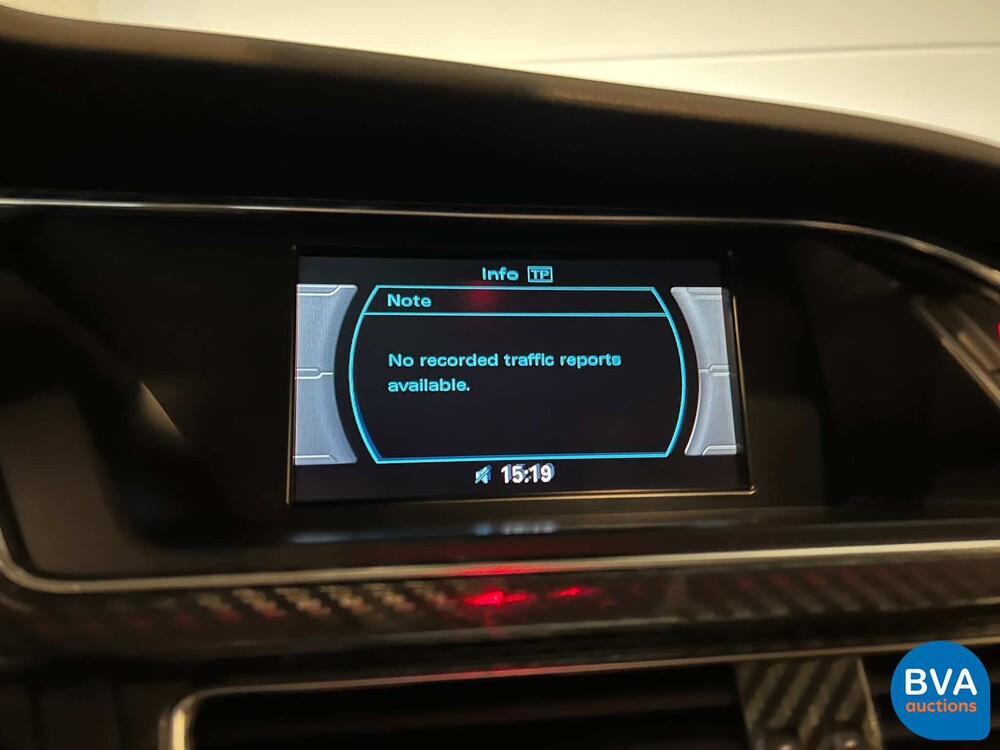 Info TP
Note
No recorded traffic reports
available.
15:19
BVA
auctions